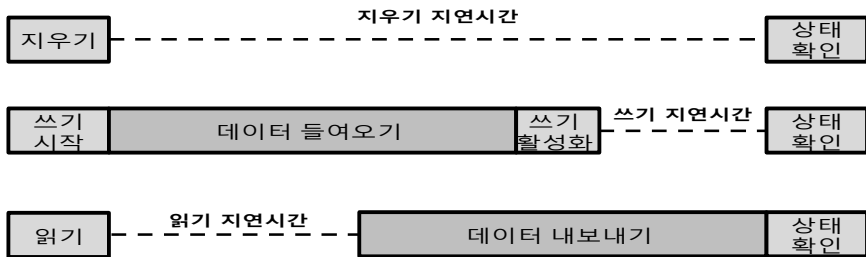 지우기 지연시간
지우기
상태
확인
쓰기
시작
데이터 들여오기
쓰기
활성화
쓰기 지연시간
상태
확인
읽기
읽기 지연시간
데이터 내보내기
상태
확인